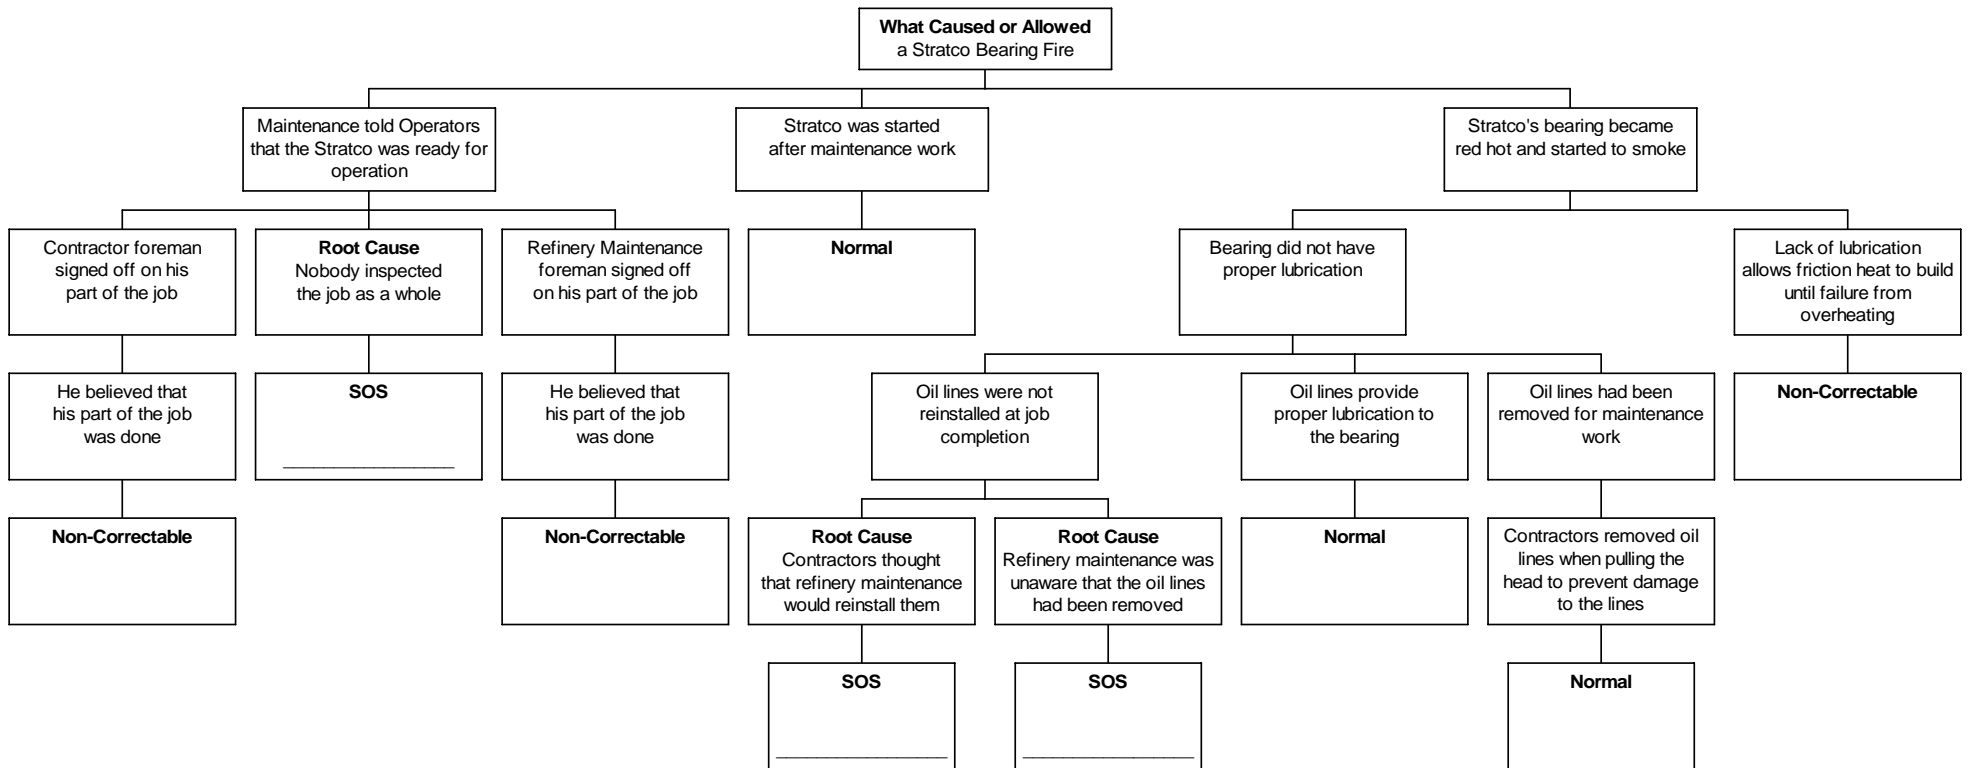 What Caused or Allowed
a Stratco Bearing Fire
Maintenance told Operators
that the Stratco was ready for
operation
Stratco was started
after maintenance work
Stratco's bearing became
red hot and started to smoke
Contractor foreman
signed off on his
part of the job
Root Cause
Nobody inspected
the job as a whole
Refinery Maintenance
foreman signed off
on his part of the job
Normal
Bearing did not have
proper lubrication
Lack of lubrication
allows friction heat to build
until failure from
overheating
He believed that
his part of the job
was done
SOS
_________________
He believed that
his part of the job
was done
Oil lines were not
reinstalled at job
completion
Oil lines provide
proper lubrication to
the bearing
Oil lines had been
removed for maintenance
work
Non-Correctable
Non-Correctable
Non-Correctable
Root Cause
Contractors thought
that refinery maintenance
would reinstall them
Root Cause
Refinery maintenance was
unaware that the oil lines
had been removed
Normal
Contractors removed oil
lines when pulling the
head to prevent damage
to the lines
SOS
_________________
SOS
_________________
Normal